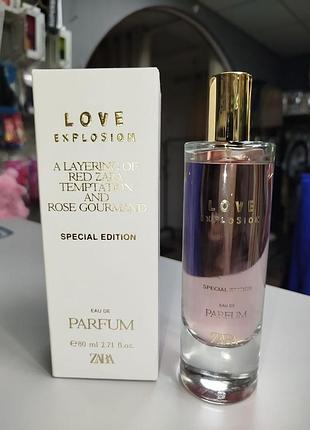 LOVE
EXPLOSION
A LAYERING OF
RED ZARA
TEMPTATION
AND
ROSE GOURMAND
SPECIAL EDITION
EAU DE
PARFUM
℮80 ml 2.71 fl.oz.
ZARA
LOVE
EXPLOSION
SPECIAL EDITION
EAU DE
PARFUM
ZARA